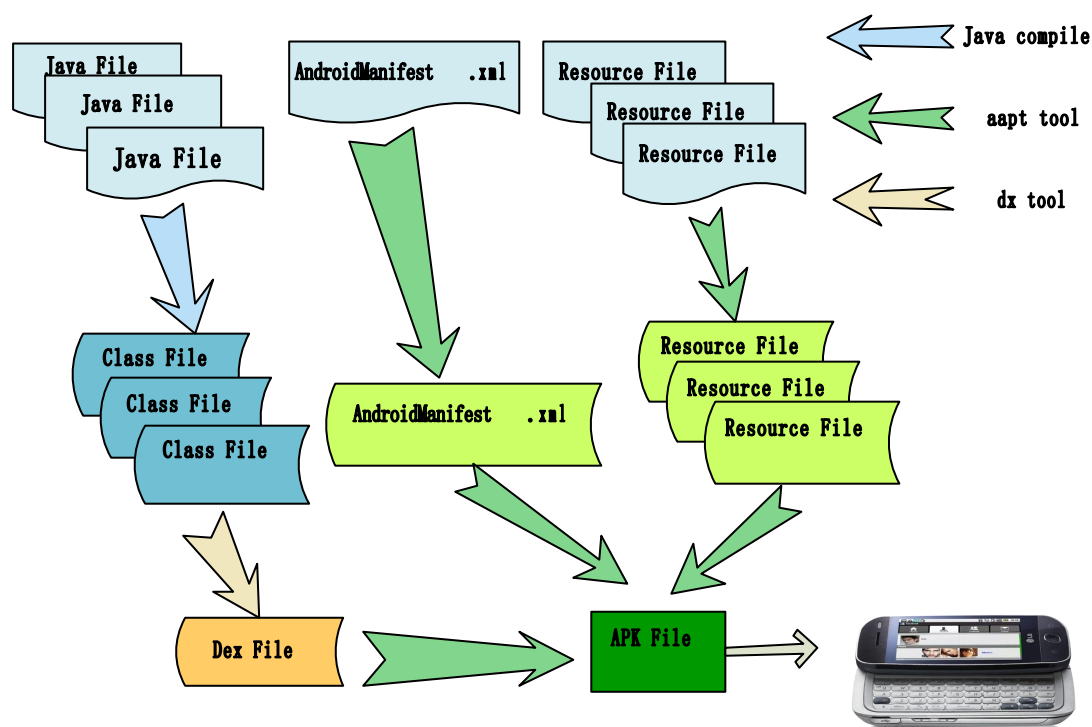 Java File
Java File
Java File
AndroidManifest .xml
Resource File
Resource File
Resource File
Java compile
aapt tool
dx tool
Class File
Class File
Class File
AndroidManifest .xml
Resource File
Resource File
Resource File
Dex File
APK File
LG